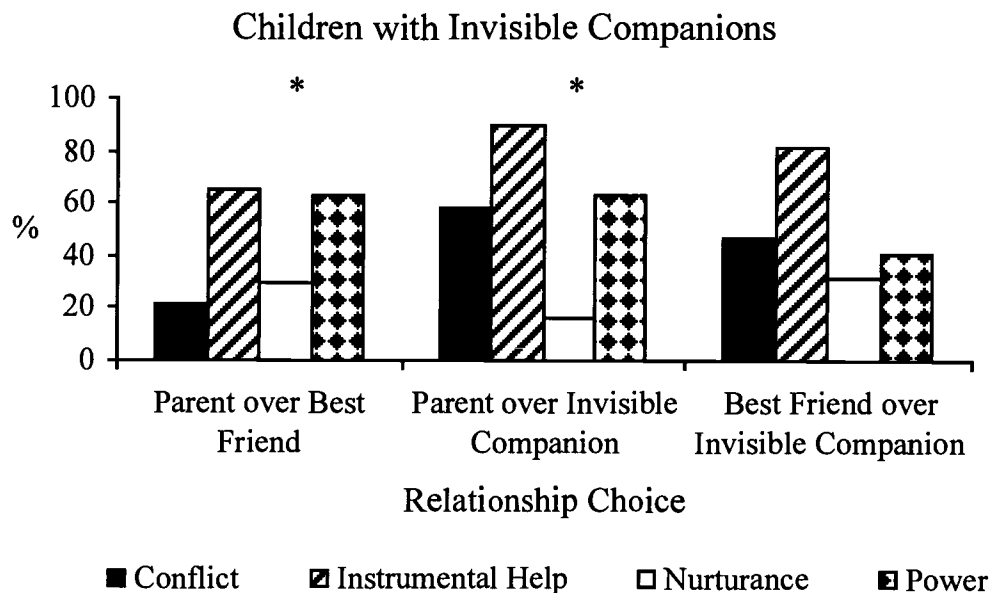 Children with Invisible Companions
* *
100
80
60
40
20
0
%
Parent over Best
Friend
Parent over Invisible
Companion
Best Friend over
Invisible Companion
Relationship Choice
Conflict Instrumental Help Nurturance Power